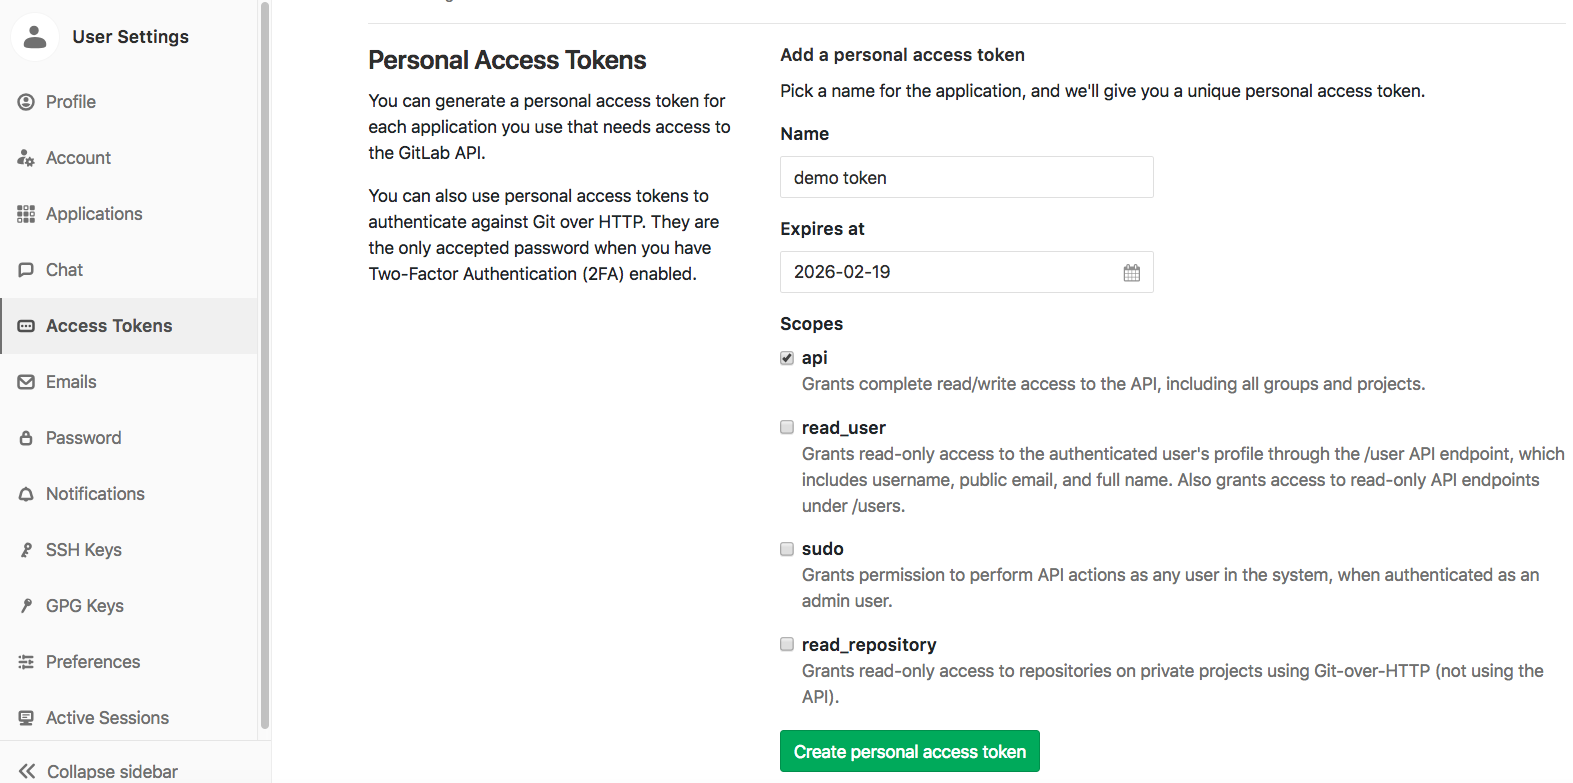 User Settings
Profile
Account
Applications
Chat
Access Tokens
Emails
Password
Notifications
SSH Keys
GPG Keys
Preferences
Active Sessions
Collapse sidebar
Personal Access Tokens
You can generate a personal access token for
each application you use that needs access to
the GitLab API.
You can also use personal access tokens to
authenticate against Git over HTTP. They are
the only accepted password when you have
Two-Factor Authentication (2FA) enabled.
Add a personal access token
Pick a name for the application, and we'll give you a unique personal access token.
Name
demo token
Expires at
2026-02-19
Scopes
api
Grants complete read/write access to the API, including all groups and projects.
read_user
Grants read-only access to the authenticated user's profile through the /user API endpoint, which
includes username, public email, and full name. Also grants access to read-only API endpoints
under /users.
sudo
Grants permission to perform API actions as any user in the system, when authenticated as an
admin user.
read_repository
Grants read-only access to repositories on private projects using Git-over-HTTP (not using the
API).
Create personal access token